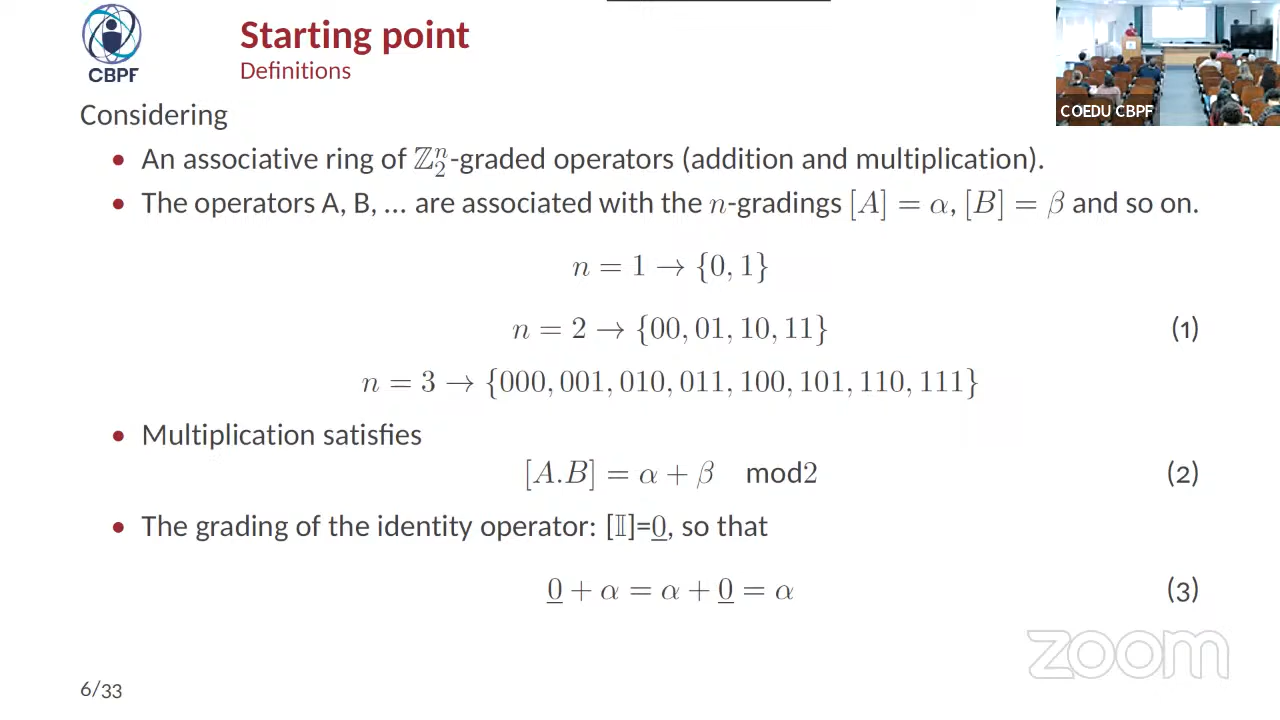 CBPF
Starting point
Definitions
COEDU CBPF
Considering
• An associative ring of ℤ₂ⁿ-graded operators (addition and multiplication).
• The operators A, B, ... are associated with the n-gradings [A] = α, [B] = β and so on.
n = 1 → {0, 1}
n = 2 → {00, 01, 10, 11} (1)
n = 3 → {000, 001, 010, 011, 100, 101, 110, 111}
• Multiplication satisfies
[A.B] = α + β mod2 (2)
• The grading of the identity operator: [𝕀]=0̲, so that
0̲ + α = α + 0̲ = α (3)
zoom
6/33